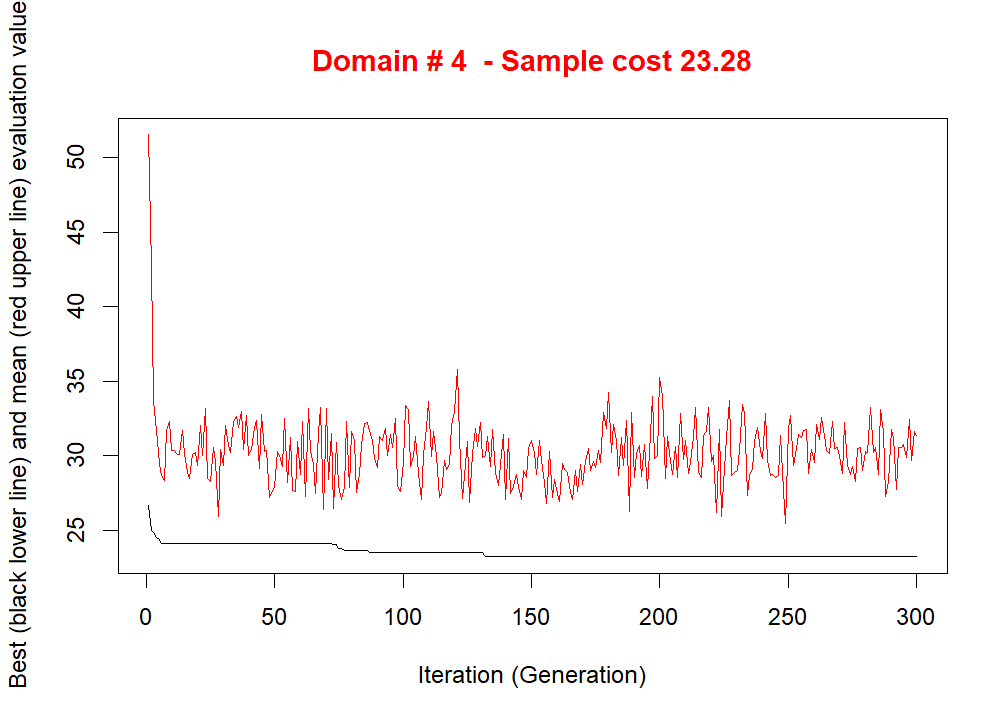 Domain # 4  - Sample cost 23.28
Best (black lower line) and mean (red upper line) evaluation value
50
45
40
35
30
25
0 50 100 150 200 250 300
Iteration (Generation)